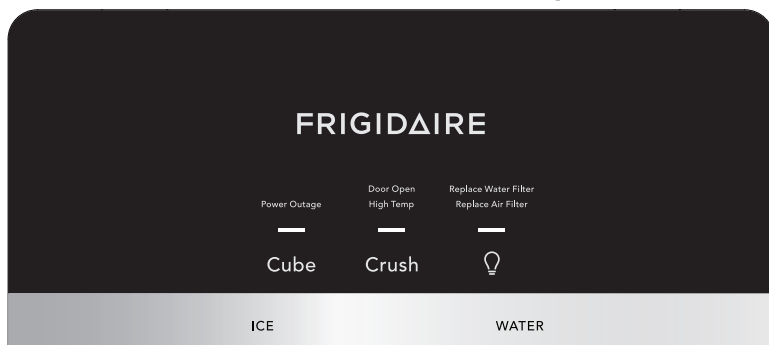 FRIGIDAIRE
Door Open Replace Water Filter
Power Outage High Temp Replace Air Filter
Cube Crush
ICE WATER